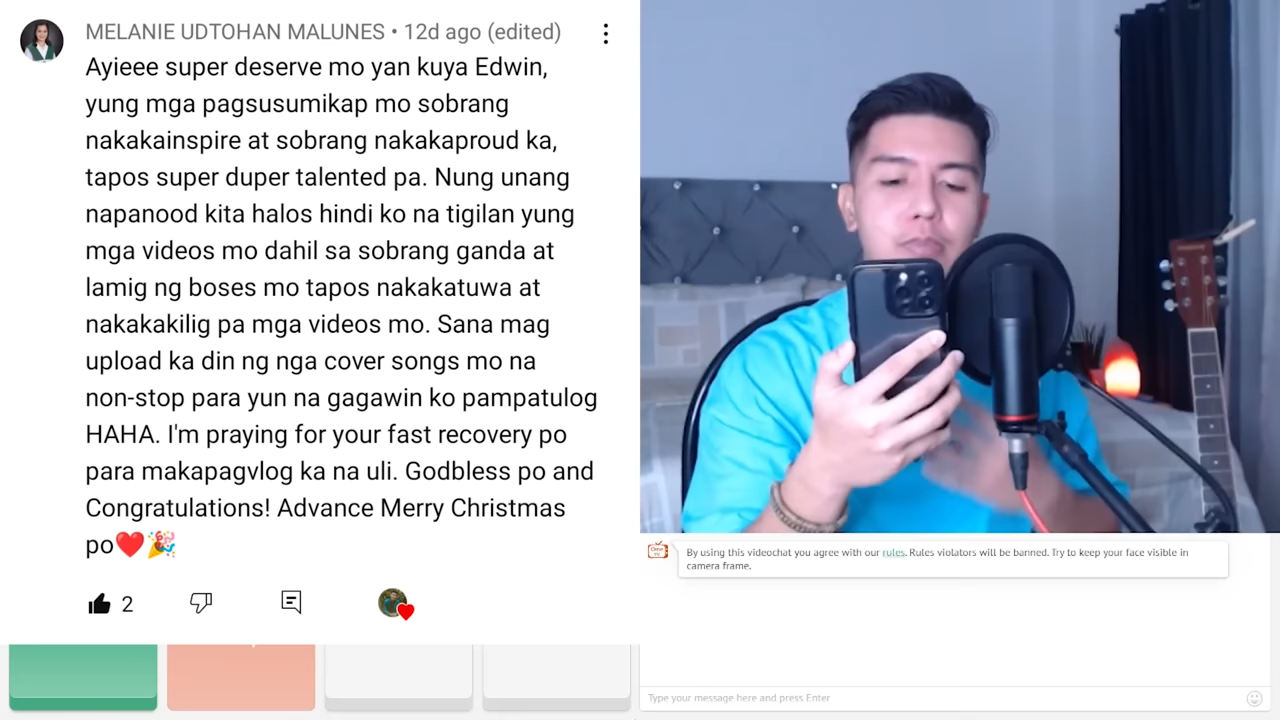 MELANIE UDTOHAN MALUNES • 12d ago (edited)
Ayieee super deserve mo yan kuya Edwin,
yung mga pagsusumikap mo sobrang
nakakainspire at sobrang nakakaproud ka,
tapos super duper talented pa. Nung unang
napanood kita halos hindi ko na tigilan yung
mga videos mo dahil sa sobrang ganda at
lamig ng boses mo tapos nakakatuwa at
nakakakilig pa mga videos mo. Sana mag
upload ka din ng nga cover songs mo na
non-stop para yun na gagawin ko pampatulog
HAHA. I'm praying for your fast recovery po
para makapagvlog ka na uli. Godbless po and
Congratulations! Advance Merry Christmas
po❤️🎉
2
Ome
TV
By using this videochat you agree with our rules. Rules violators will be banned. Try to keep your face visible in
camera frame.
Type your message here and press Enter